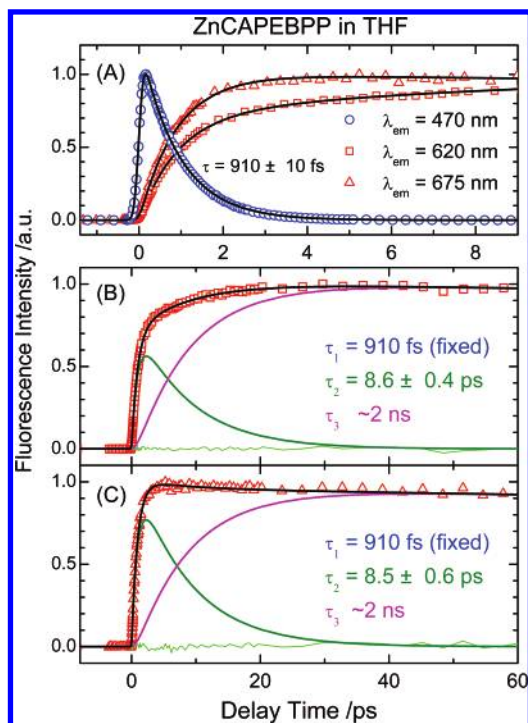 ZnCAPEBPP in THF
Fluorescence Intensity /a.u.
(A)
1.0
0.5
0.0
τ = 910 ± 10 fs
λem = 470 nm
λem = 620 nm
λem = 675 nm
0 2 4 6 8
(B)
1.0
0.5
0.0
τ1 = 910 fs (fixed)
τ2 = 8.6 ± 0.4 ps
τ3 ~2 ns
(C)
1.0
0.5
0.0
τ1 = 910 fs (fixed)
τ2 = 8.5 ± 0.6 ps
τ3 ~2 ns
0 20 40 60
Delay Time /ps